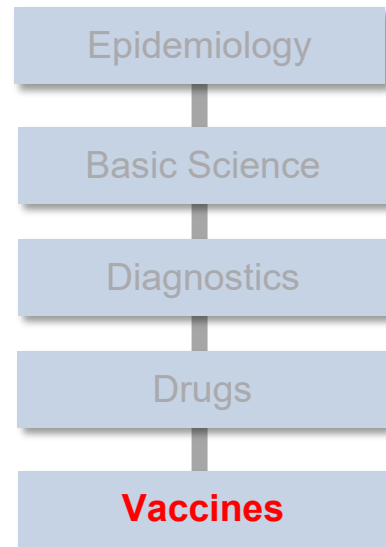 Epidemiology
Basic Science
Diagnostics
Drugs
Vaccines